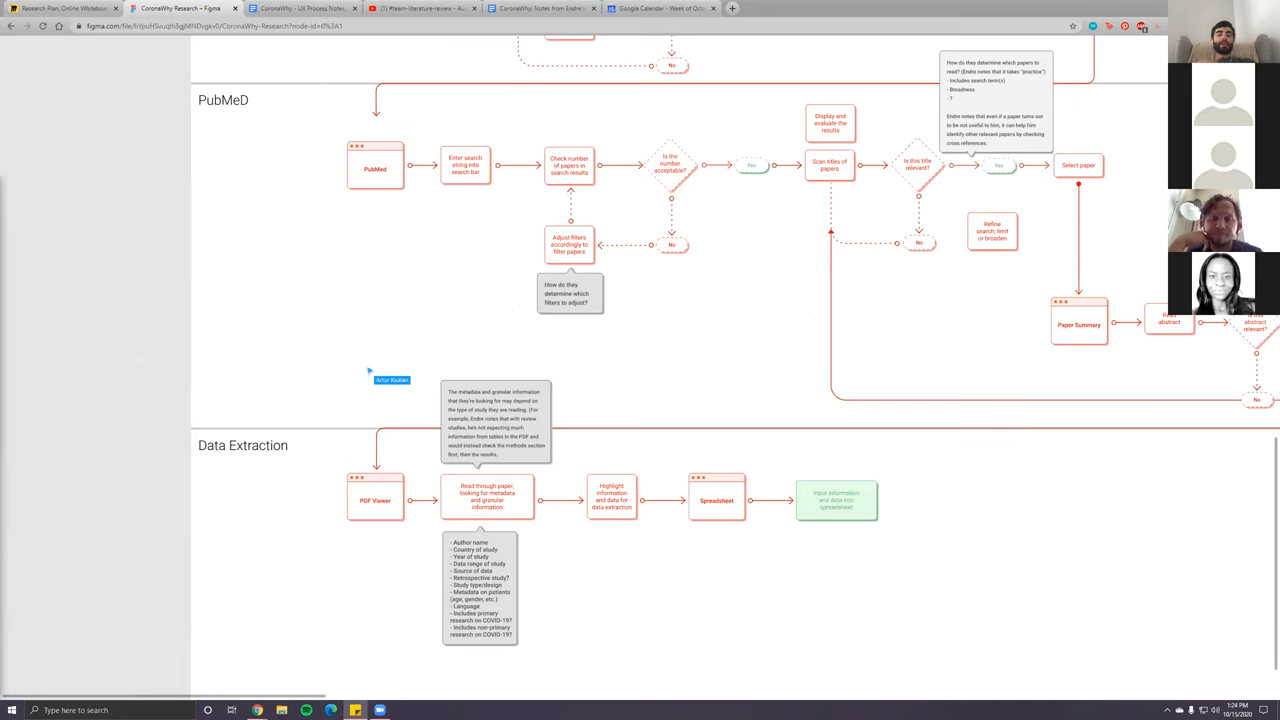 Research Plan, Online Whiteboard
CoronaWhy Research – Figma
CoronaWhy - UX Process Notes
#team-literature-review - Au
CoronaWhy: Notes from Endre's
Google Calendar - Week of Octo
No
How do they determine which papers to
read? (Endre notes that it takes "practice")
- Includes search term(s)
- Broadness
- ?
Endre notes that even if a paper turns out
to be not useful to him, it can help him
identify other relevant papers by checking
cross references.
PubMeD
Display and
evaluate the
results
PubMed
Enter search
string into
search bar
Check number
of papers in
search results
Is the
number
acceptable?
Yes
Scan titles of
papers
Is this title
relevant?
Yes
Select paper
Adjust filters
accordingly to
filter papers
No
No
Refine
search; limit
or broaden
How do they
determine which
filters to adjust?
Paper Summary
abstract
abstract
relevant?
No
Artur Kiulian
The metadata and granular information
that they're looking for may depend on
the type of study they are reading. (For
example, Endre notes that with review
studies, he's not expecting much
information from tables in the PDF and
would instead check the methods section
first, then the results.
Data Extraction
PDF Viewer
Read through paper,
looking for metadata
and granular
information
Highlight
information
and data for
data extraction
Spreadsheet
Input information
and data into
spreadsheet
- Author name
- Country of study
- Year of study
- Data range of study
- Source of data
- Retrospective study?
- Study type/design
- Metadata on patients
(age, gender, etc.)
- Language
- Includes primary
research on COVID-19?
- Includes non-primary
research on COVID-19?
Type here to search
1:24 PM
10/15/2020